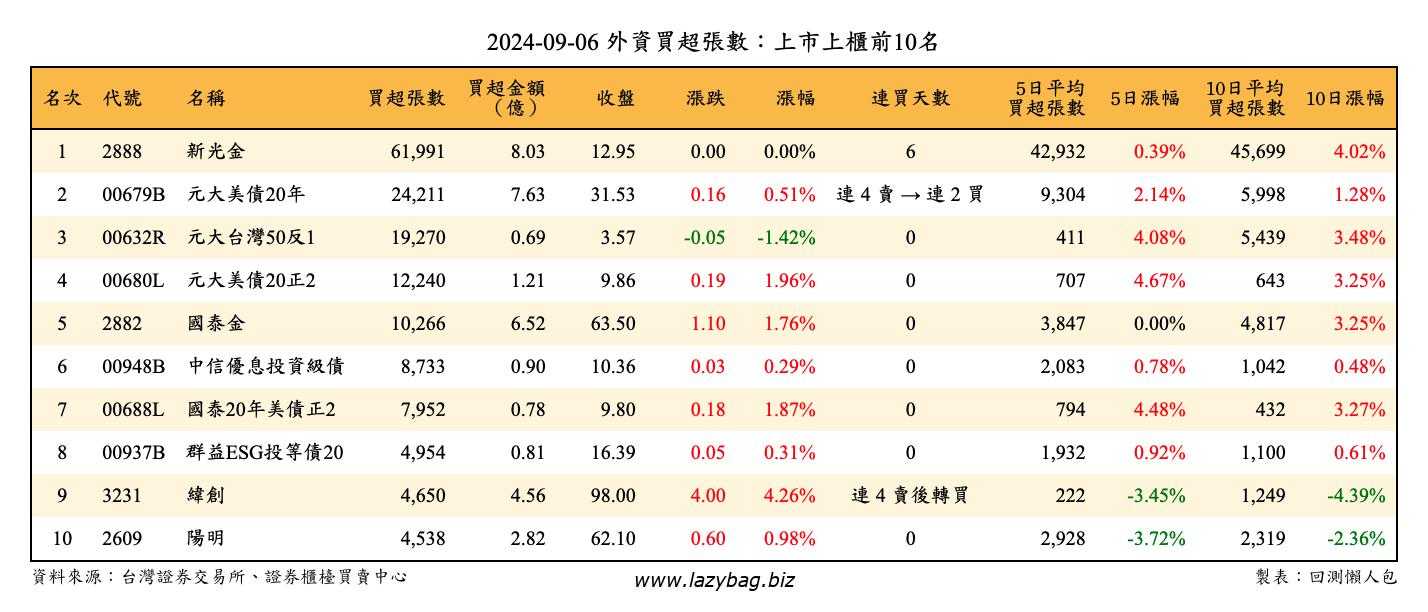 2024-09-06 外資買超張數：上市上櫃前10名
名次 代號 名稱 買超張數 買超金額（億） 收盤 漲跌 漲幅 連買天數 5日平均買超張數 5日漲幅 10日平均買超張數 10日漲幅
1 2888 新光金 61,991 8.03 12.95 0.00 0.00% 6 42,932 0.39% 45,699 4.02%
2 00679B 元大美債20年 24,211 7.63 31.53 0.16 0.51% 連 4 賣 → 連 2 買 9,304 2.14% 5,998 1.28%
3 00632R 元大台灣50反1 19,270 0.69 3.57 -0.05 -1.42% 0 411 4.08% 5,439 3.48%
4 00680L 元大美債20正2 12,240 1.21 9.86 0.19 1.96% 0 707 4.67% 643 3.25%
5 2882 國泰金 10,266 6.52 63.50 1.10 1.76% 0 3,847 0.00% 4,817 3.25%
6 00948B 中信優息投資級債 8,733 0.90 10.36 0.03 0.29% 0 2,083 0.78% 1,042 0.48%
7 00688L 國泰20年美債正2 7,952 0.78 9.80 0.18 1.87% 0 794 4.48% 432 3.27%
8 00937B 群益ESG投等債20 4,954 0.81 16.39 0.05 0.31% 0 1,932 0.92% 1,100 0.61%
9 3231 緯創 4,650 4.56 98.00 4.00 4.26% 連 4 賣後轉買 222 -3.45% 1,249 -4.39%
10 2609 陽明 4,538 2.82 62.10 0.60 0.98% 0 2,928 -3.72% 2,319 -2.36%
資料來源：台灣證券交易所、證券櫃檯買賣中心 www.lazybag.biz 製表：回測懶人包